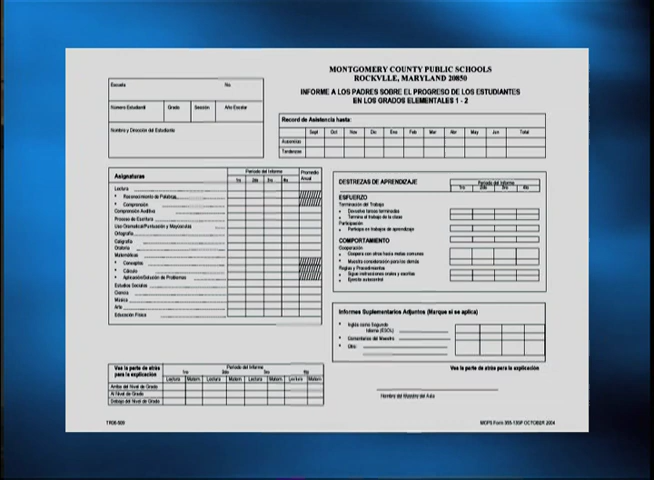 MONTGOMERY COUNTY PUBLIC SCHOOLS
ROCKVLLE, MARYLAND 20850
INFORME A LOS PADRES SOBRE EL PROGRESO DE LOS ESTUDIANTES
EN LOS GRADOS ELEMENTALES 1 - 2
Escuela No
Número Estudiantil Grado Sección Año Escolar
Nombre y Dirección del Estudiante
Record de Asistencia hasta:
Sept Oct Nov Dic Ene Feb Mar Abr May Jun Total
Ausencias
Tardanzas
Asignaturas Periodo del Informe Promedio Anual
1ro 2do 3ro 4to
Lectura
Reconocimiento de Palabras
Comprensión
Comprensión Auditiva
Proceso de Escritura
Uso Gramatical/Puntuación y Mayúsculas
Ortografía
Caligrafía
Oratoria
Matemáticas
Conceptos
Cálculo
Aplicación/Solución de Problemas
Estudios Sociales
Ciencia
Música
Arte
Educación Física
DESTREZAS DE APRENDIZAJE Periodo del Informe
1ro 2do 3ro 4to
ESFUERZO
Terminación del Trabajo
Devuelve tareas terminadas
Termina el trabajo de la clase
Participación
Participa en trabajos de aprendizaje
COMPORTAMIENTO
Cooperación
Coopera con otros hacia metas comunes
Muestra consideración para los demás
Reglas y Procedimientos
Sigue instrucciones orales y escritas
Ejerce autocontrol
Informes Suplementarios Adjuntos (Marque si se aplica)
Inglés como Segundo
Idioma (ESOL)
Comentarios del Maestro
Otro
Vea la parte de atrás para la explicación
Vea la parte de atrás
para la explicación
Periodo del Informe
1ro 2do 3ro
Lectura Matem. Lectura Matem. Lectura Matem. Lectura Matem.
Arriba del Nivel de Grado
Al Nivel de Grado
Debajo del Nivel de Grado
Nombre del Maestro del Aula
OCTOBER 2004